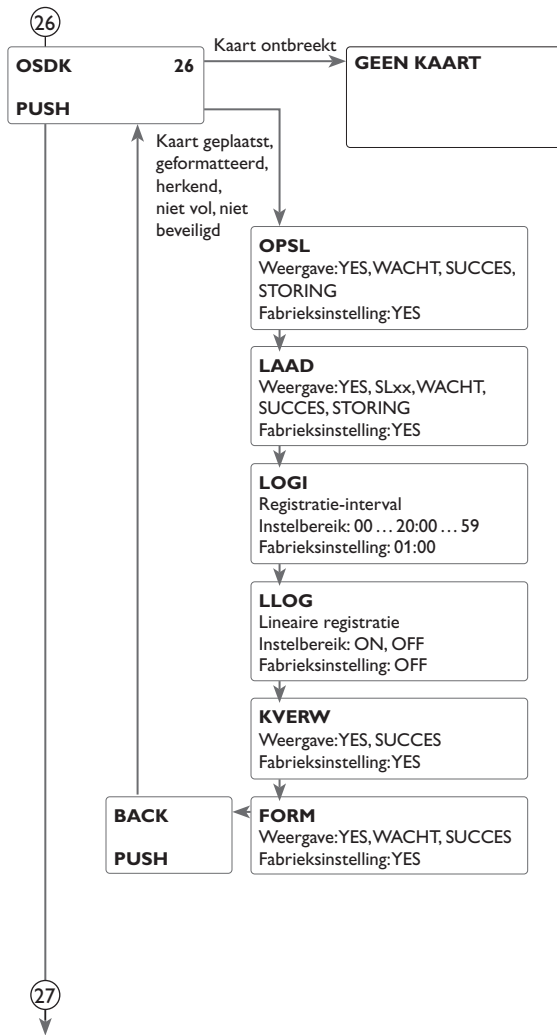 26
OSDK 26
PUSH
Kaart ontbreekt
GEEN KAART
Kaart geplaatst,
geformatteerd,
herkend,
niet vol, niet
beveiligd
OPSL
Weergave:YES, WACHT, SUCCES,
STORING
Fabrieksinstelling:YES
LAAD
Weergave:YES, SLxx, WACHT,
SUCCES, STORING
Fabrieksinstelling:YES
LOGI
Registratie-interval
Instelbereik: 00 … 20:00 … 59
Fabrieksinstelling: 01:00
LLOG
Lineaire registratie
Instelbereik: ON, OFF
Fabrieksinstelling: OFF
KVERW
Weergave:YES, SUCCES
Fabrieksinstelling:YES
BACK
PUSH
FORM
Weergave:YES, WACHT, SUCCES
Fabrieksinstelling:YES
27